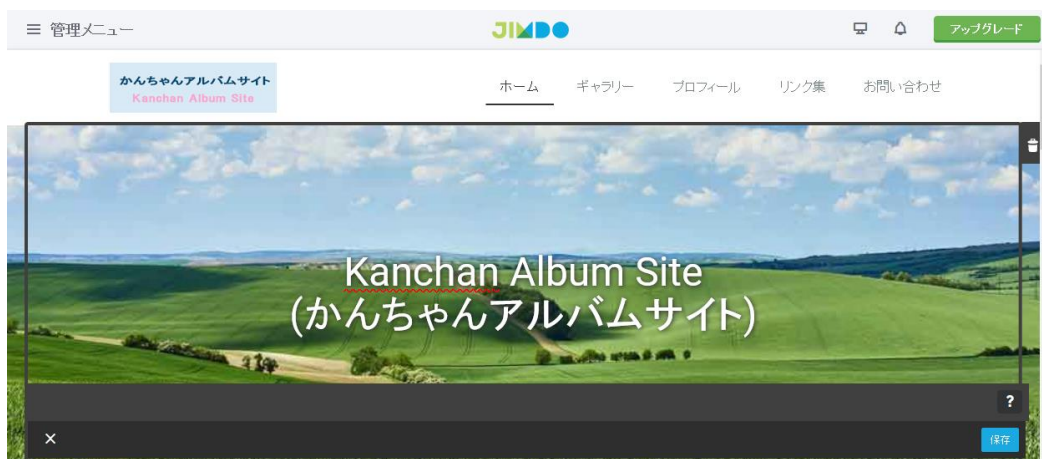 管理メニュー
JIMDO
アップグレード
かんちゃんアルバムサイト
Kanchan Album Site
ホーム ギャラリー プロフィール リンク集 お問い合わせ
Kanchan Album Site
(かんちゃんアルバムサイト)
?
保存